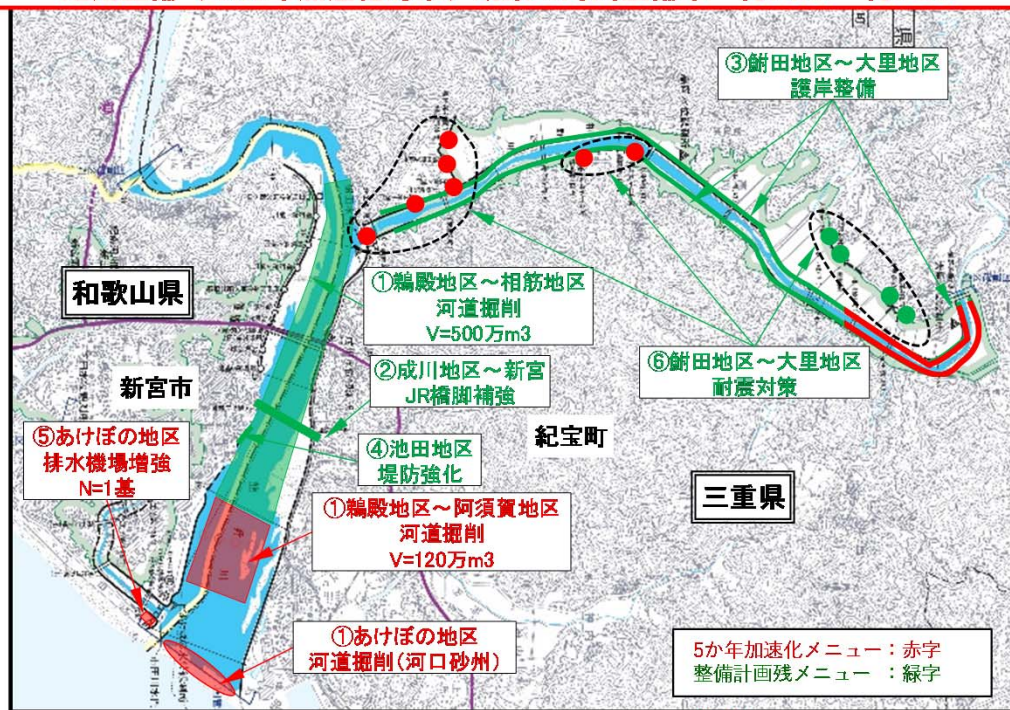 ③鮒田地区～大里地区
護岸整備
和歌山県
①鵜殿地区～相筋地区
河道掘削
V=500万m3
②成川地区～新宮
JR橋脚補強
⑥鮒田地区～大里地区
耐震対策
新宮市
紀宝町
⑤あけぼの地区
排水機場増強
N=1基
④池田地区
堤防強化
①鵜殿地区～阿須賀地区
河道掘削
V=120万m3
三重県
①あけぼの地区
河道掘削(河口砂州)
5か年加速化メニュー：赤字
整備計画残メニュー ：緑字